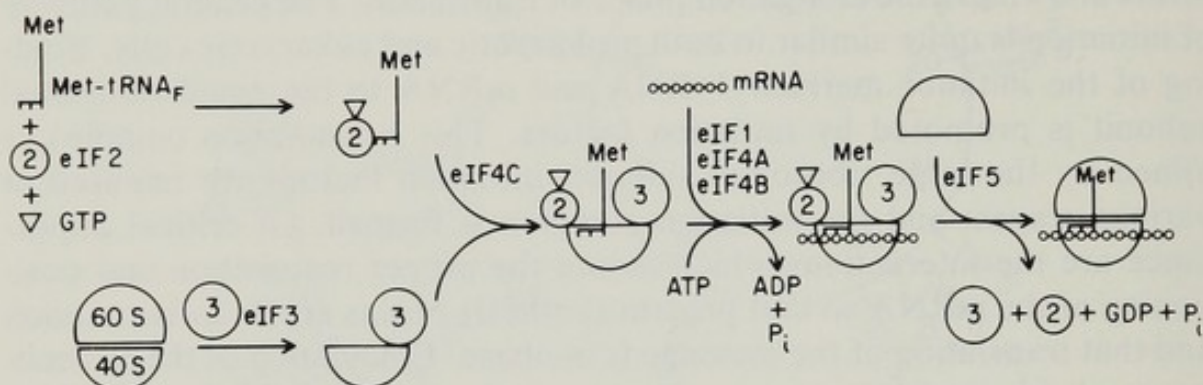 Met
Met-tRNA_F
+
2 eIF2
+
GTP
60 S
40 S
3 eIF3
Met
2
3
eIF4C
Met
2
3
mRNA
eIF1
eIF4A
eIF4B
ATP
ADP
+
P_i
Met
2
3
eIF5
Met
3 + 2 + GDP + P_i